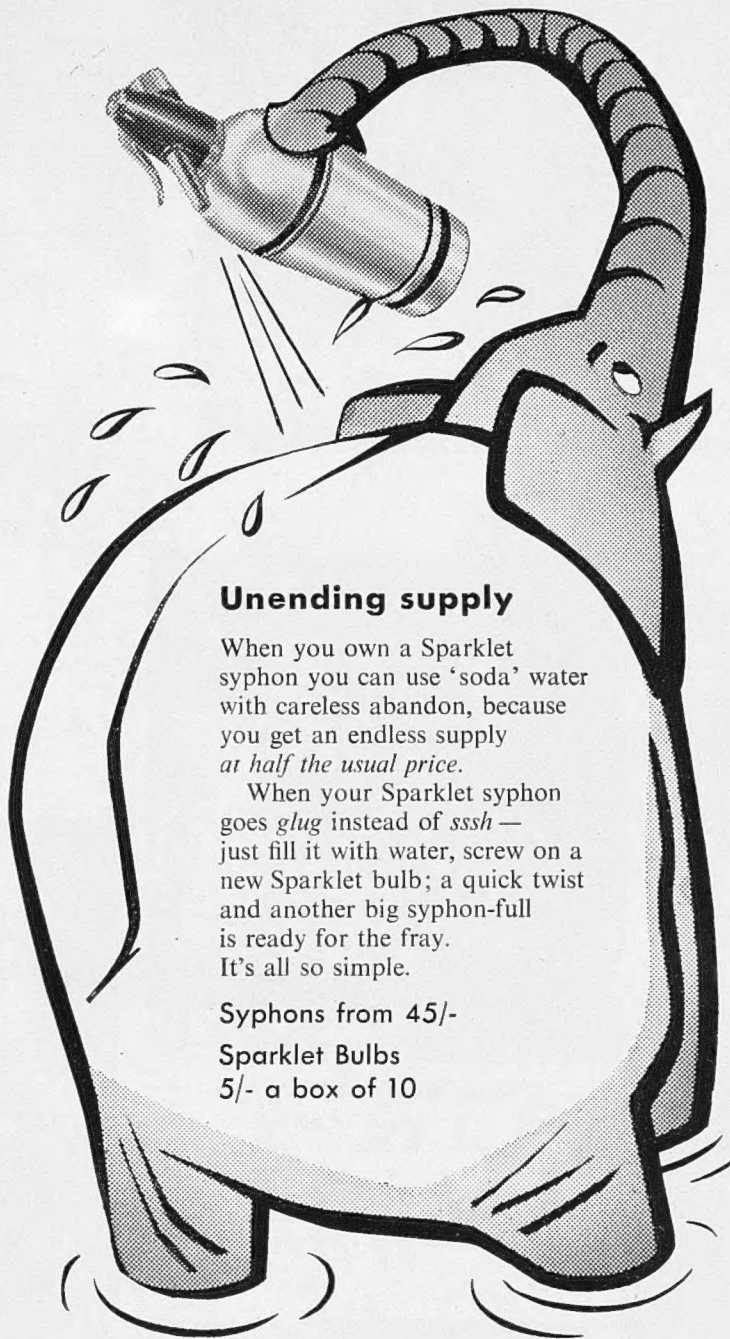 Unending supply
When you own a Sparklet
syphon you can use ‘soda’ water
with careless abandon, because
you get an endless supply
at half the usual price.
When your Sparklet syphon
goes glug instead of sssh —
just fill it with water, screw on a
new Sparklet bulb; a quick twist
and another big syphon-full
is ready for the fray.
It's all so simple.
Syphons from 45/-
Sparklet Bulbs
5/- a box of 10